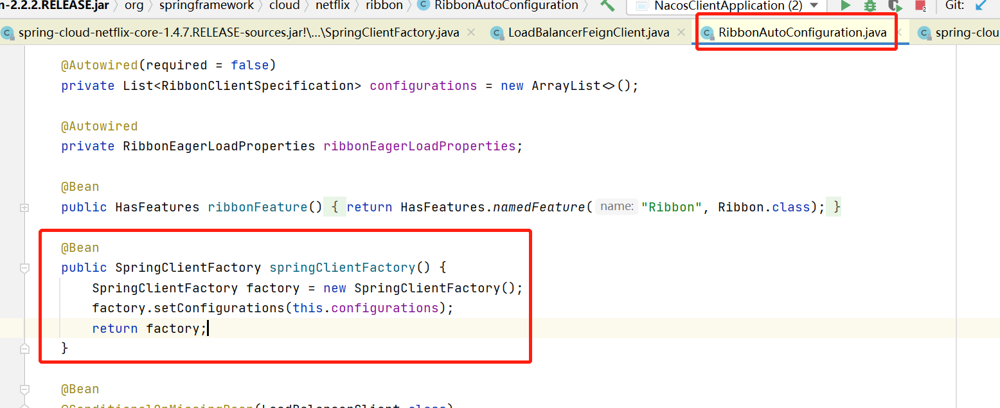 n-2.2.2.RELEASE.jar 〉 org 〉 springframework 〉 cloud 〉 netflix 〉 ribbon 〉 RibbonAutoConfiguration 〉 NacosClientApplication (2) Git:
spring-cloud-netflix-core-1.4.7.RELEASE-sources.jar!\...\SpringClientFactory.java × LoadBalancerFeignClient.java × RibbonAutoConfiguration.java × spring-clou
@Autowired(required = false)
private List<RibbonClientSpecification> configurations = new ArrayList<>();
@Autowired
private RibbonEagerLoadProperties ribbonEagerLoadProperties;
@Bean
public HasFeatures ribbonFeature() { return HasFeatures.namedFeature( name: "Ribbon", Ribbon.class); }
@Bean
public SpringClientFactory springClientFactory() {
SpringClientFactory factory = new SpringClientFactory();
factory.setConfigurations(this.configurations);
return factory;
}
@Bean
@ConditionalOnMissingBean(LoadBalancerClient.class)